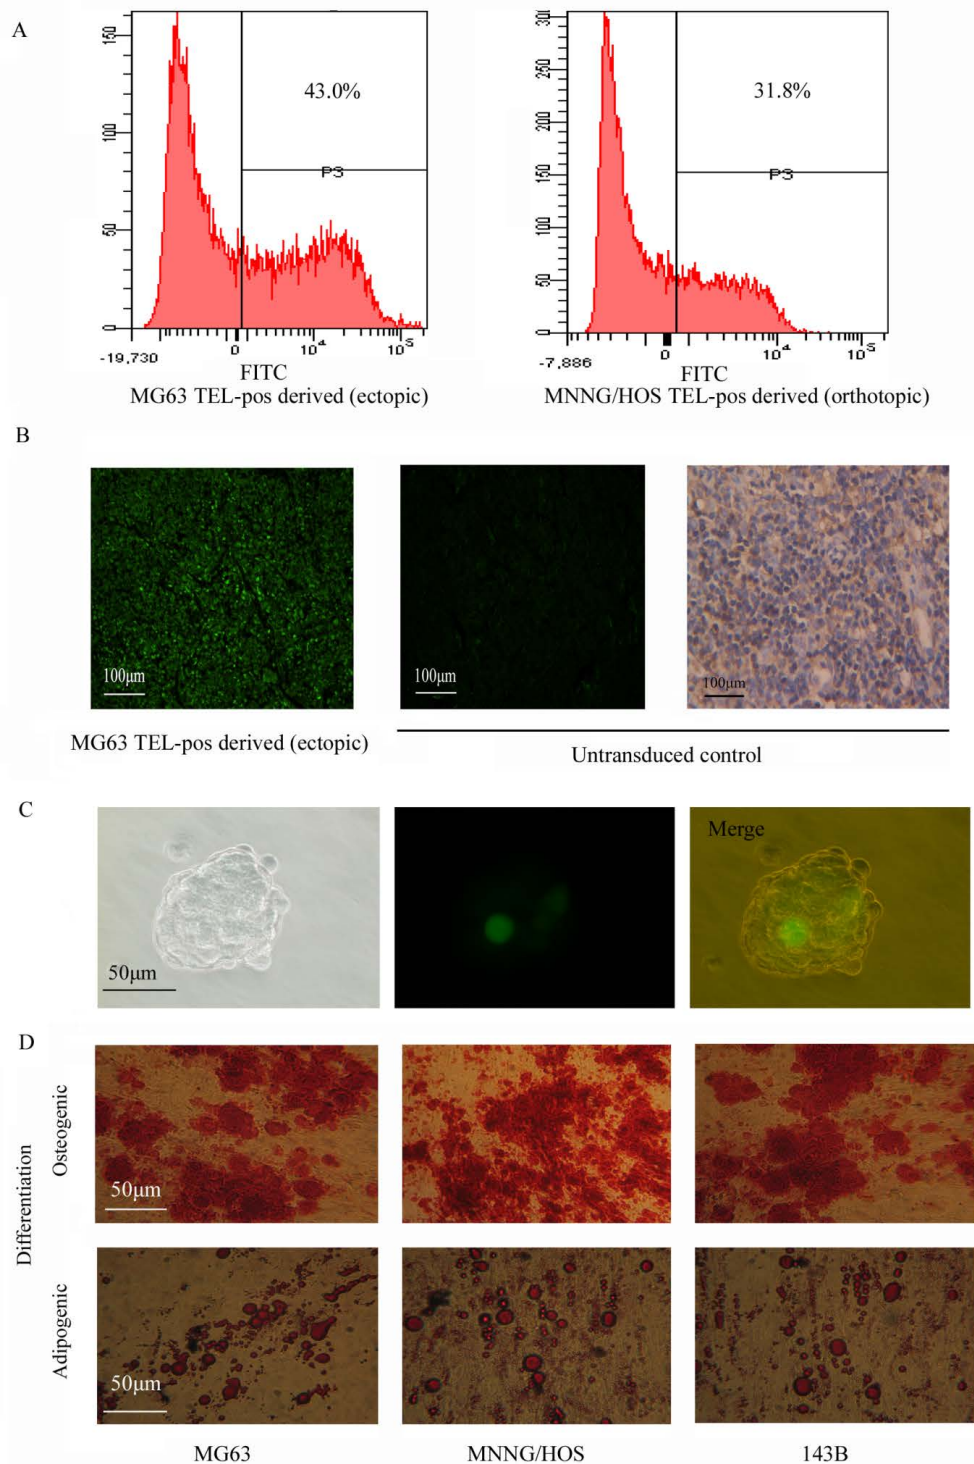 A
150
100
50
0
43.0%
P3
-19,730
0
10⁴
10⁵
FITC
MG63 TEL-pos derived (ectopic)
300
250
200
150
100
50
0
31.8%
P3
-7,886
0
10⁴
10⁵
FITC
MNNG/HOS TEL-pos derived (orthotopic)
B
100μm
100μm
100μm
MG63 TEL-pos derived (ectopic)
Untransduced control
C
50μm
Merge
D
Differentiation
Osteogenic
50μm
Adipogenic
50μm
MG63
MNNG/HOS
143B